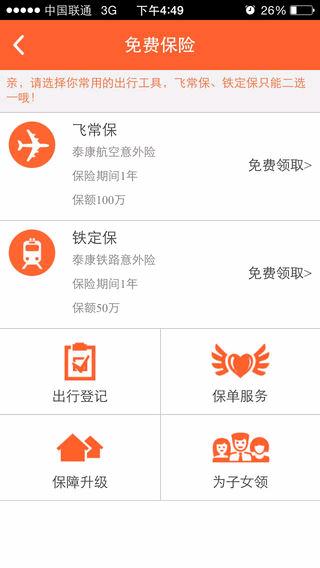 中国联通 3G 下午4:49 26%
免费保险
亲，请选择你常用的出行工具，飞常保、铁定保只能二选
一哦！
飞常保
泰康航空意外险
保险期间1年
保额100万
免费领取>
铁定保
泰康铁路意外险
保险期间1年
保额50万
免费领取>
出行登记
保单服务
保障升级
为子女领